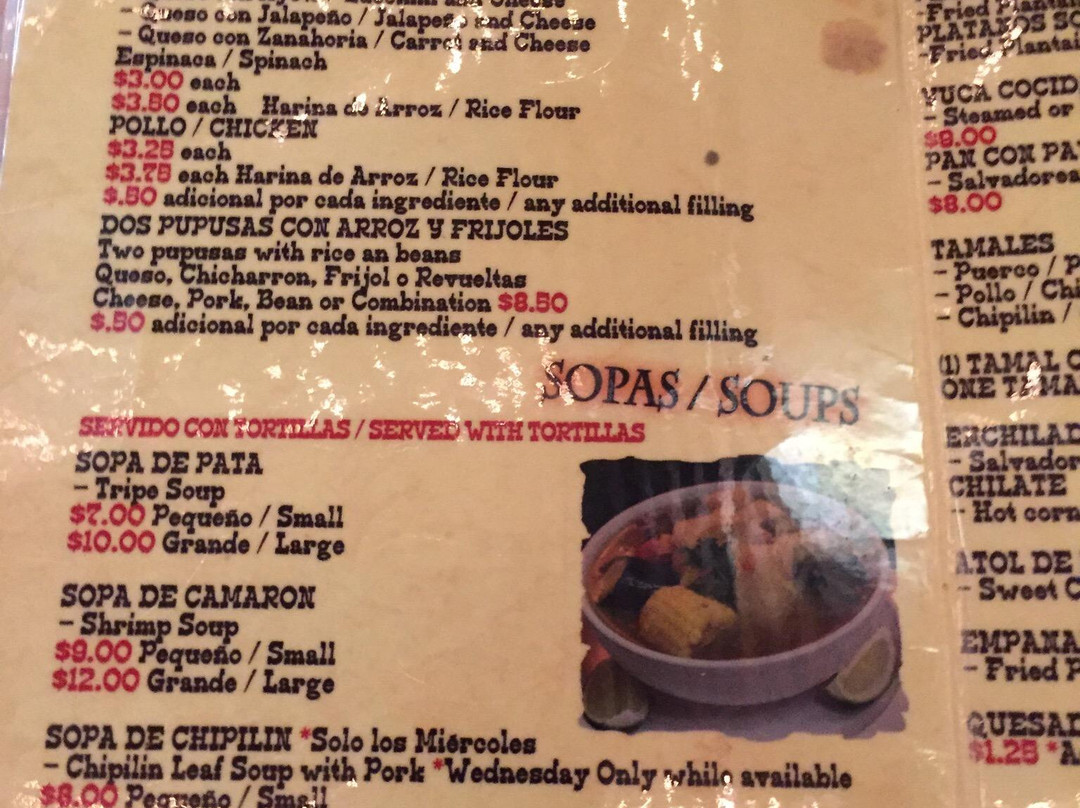 - Queso con Jalapeño / Jalapeño and Cheese
- Queso con Zanahoria / Carrot and Cheese
Espinaca / Spinach
$3.00 each
$3.50 each Harina de Arroz / Rice Flour
POLLO / CHICKEN
$3.25 each
$3.75 each Harina de Arroz / Rice Flour
$.50 adicional por cada ingrediente / any additional filling
DOS PUPUSAS CON ARROZ Y FRIJOLES
Two pupusas with rice an beans
Queso, Chicharron, Frijol o Revueltas
Cheese, Pork, Bean or Combination $8.50
$.50 adicional por cada ingrediente / any additional filling
SOPAS / SOUPS
SERVIDO CON TORTILLAS / SERVED WITH TORTILLAS
SOPA DE PATA
- Tripe Soup
$7.00 Pequeño / Small
$10.00 Grande / Large
SOPA DE CAMARON
- Shrimp Soup
$9.00 Pequeño / Small
$12.00 Grande / Large
SOPA DE CHIPILIN *Solo los Miércoles
- Chipilin Leaf Soup with Pork *Wednesday Only while available
$8.00 Pequeño / Small
-Fried
PLATANOS
-Fried
YUCA
- Steamed or
$9.00
PAN CON
-
$8.00
TAMALES
- Puerco /
- Pollo /
- Chipilin /
(1) TAMAL
ONE
-
CHILATE
- Hot
ATOL DE
- Sweet
- Fried
$1.25 *